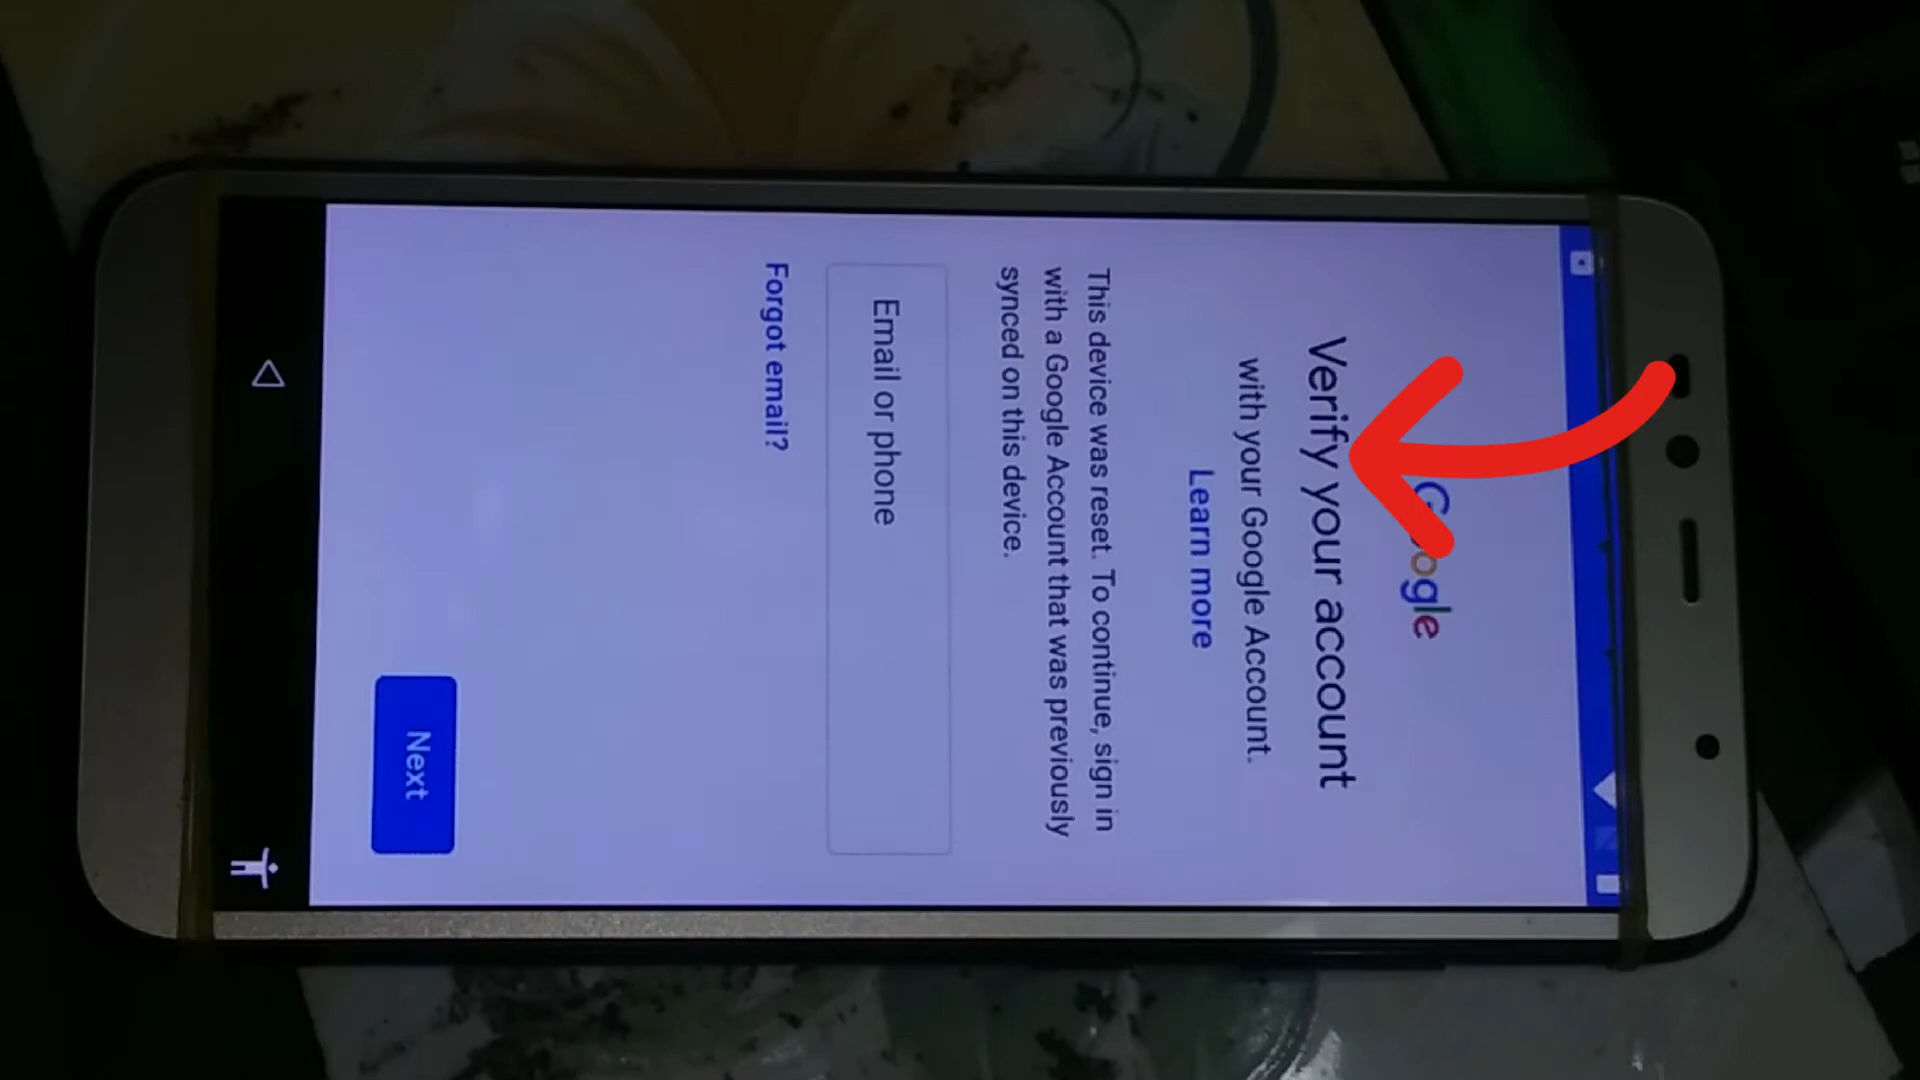 Google
Verify your account
with your Google Account.
Learn more
This device was reset. To continue, sign in
with a Google Account that was previously
synced on this device.
Email or phone
Forgot email?
Next